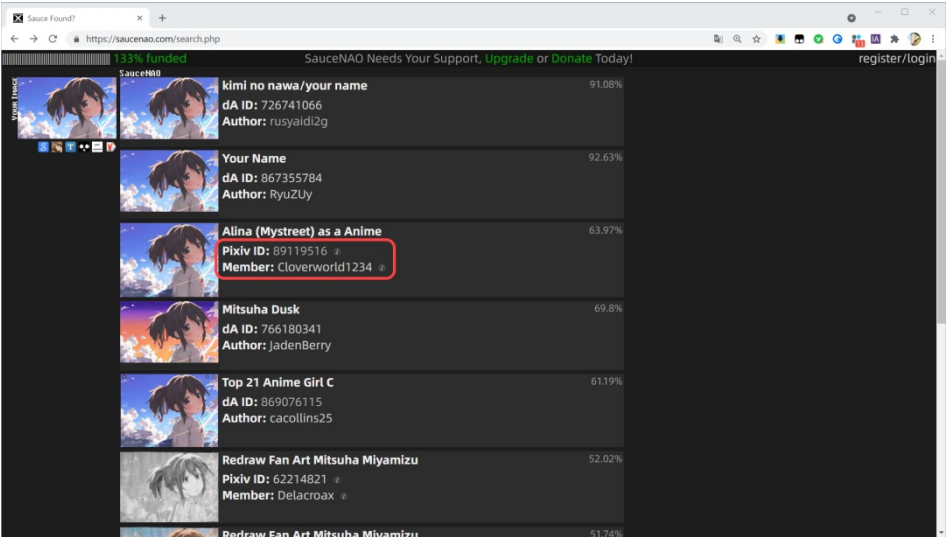 Sauce Found?
https://saucenao.com/search.php
133% funded
SauceNAO Needs Your Support, Upgrade or Donate Today!
register/login
YOUR IMAGE
SauceNAO
kimi no nawa/your name
91.08%
dA ID: 726741066
Author: rusyaidi2g
Your Name
92.63%
dA ID: 867355784
Author: RyuZUy
Alina (Mystreet) as a Anime
63.97%
Pixiv ID: 89119516
Member: Cloverworld1234
Mitsuha Dusk
69.8%
dA ID: 766180341
Author: JadenBerry
Top 21 Anime Girl C
61.19%
dA ID: 869076115
Author: cacollins25
Redraw Fan Art Mitsuha Miyamizu
52.02%
Pixiv ID: 62214821
Member: Delacroax
Redraw Fan Art Mitsuha Miyamizu
51.74%